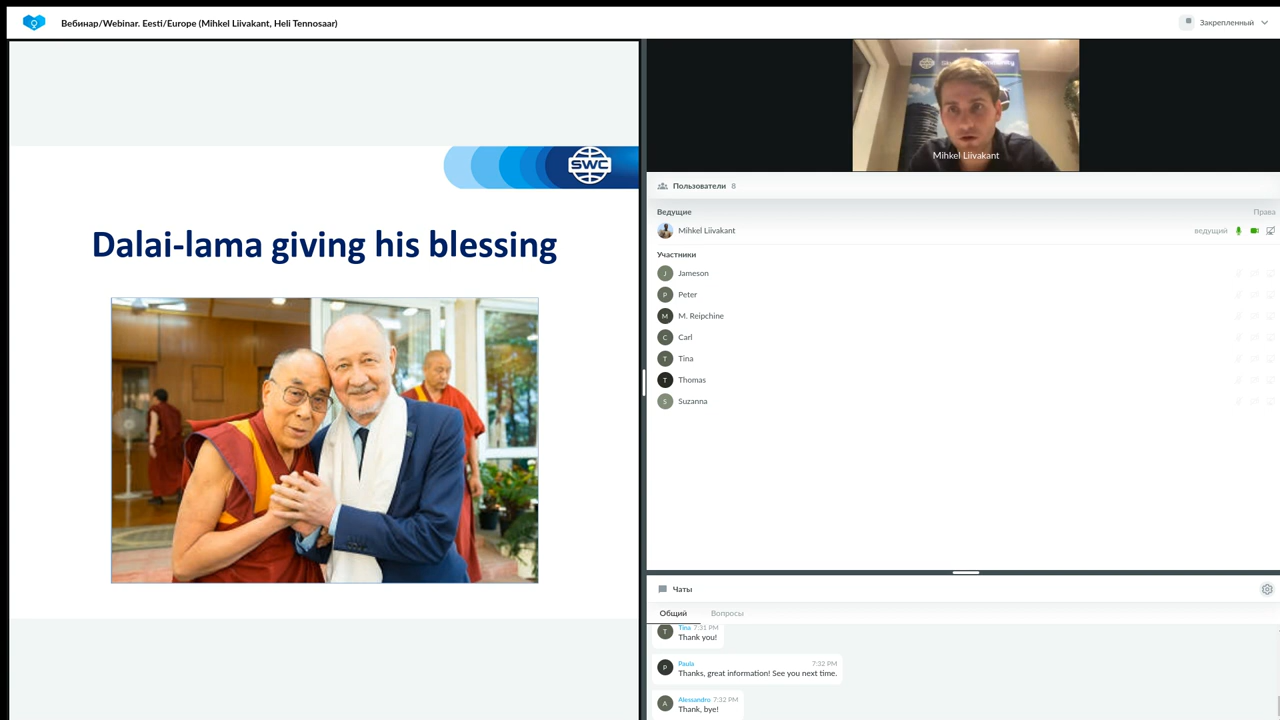 Вебинар/Webinar. Eesti/Europe (Mihkel Liivakant, Heli Tennosaar)
Закрепленный
SWC
Dalai-lama giving his blessing
Mihkel Liivakant
Пользователи 8
Ведущие
Права
Mihkel Liivakant
ведущий
Участники
J Jameson
P Peter
M M. Reipchine
C Carl
T Tina
T Thomas
S Suzanna
Чаты
Общий
Вопросы
T Tina 7:31 PM
Thank you!
P Paula 7:32 PM
Thanks, great information! See you next time.
A Alessandro 7:32 PM
Thank, bye!